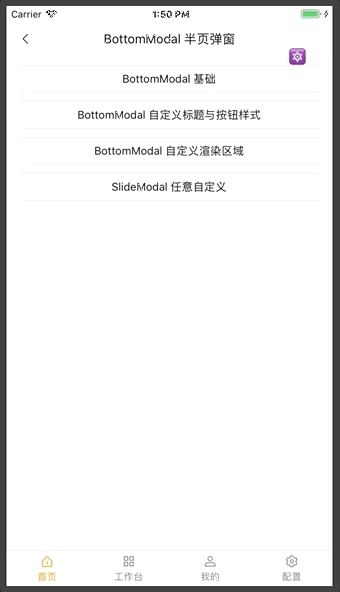 Carrier 1:50 PM
BottomModal 半页弹窗
BottomModal 基础
BottomModal 自定义标题与按钮样式
BottomModal 自定义渲染区域
SlideModal 任意自定义
首页 工作台 我的 配置